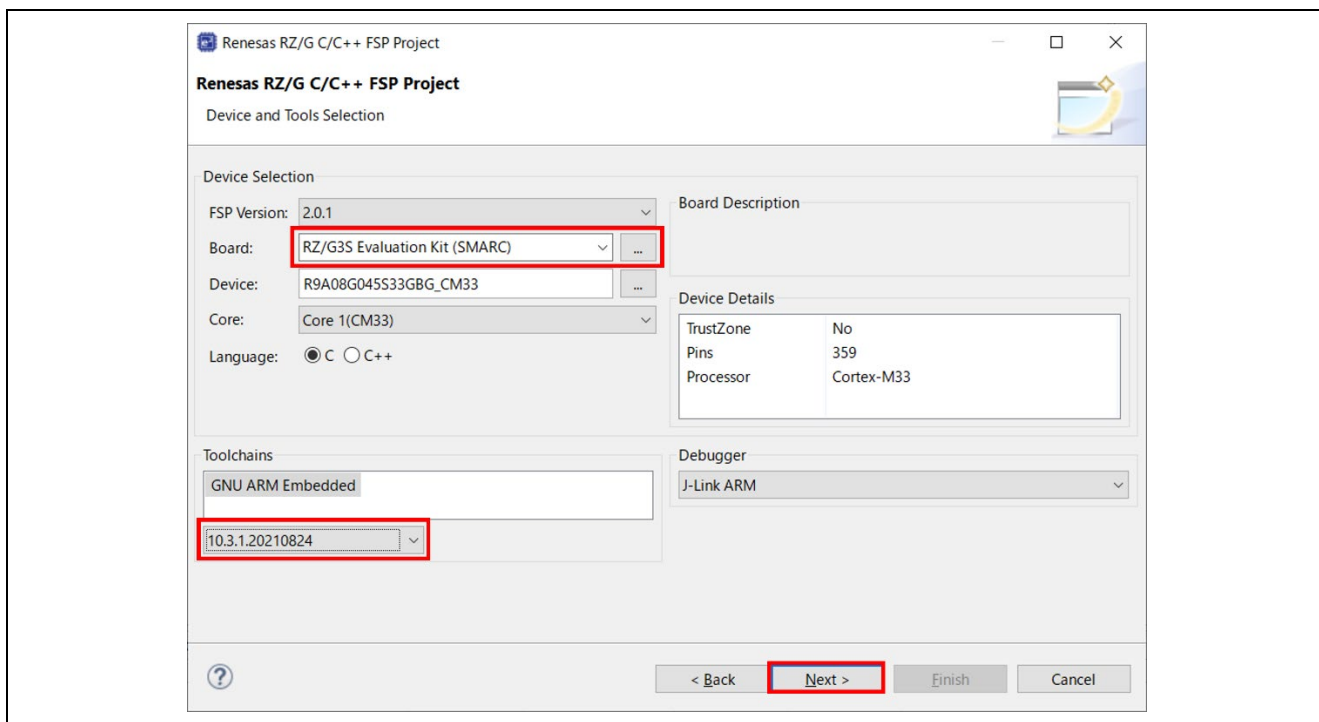 Renesas RZ/G C/C++ FSP Project
Renesas RZ/G C/C++ FSP Project
Device and Tools Selection
Device Selection
FSP Version: 2.0.1
Board: RZ/G3S Evaluation Kit (SMARC) ...
Device: R9A08G045S33GBG_CM33 ...
Core: Core 1(CM33)
Language: C C++
Board Description
Device Details
TrustZone No
Pins 359
Processor Cortex-M33
Toolchains
GNU ARM Embedded
10.3.1.20210824
Debugger
J-Link ARM
? < Back Next > Finish Cancel